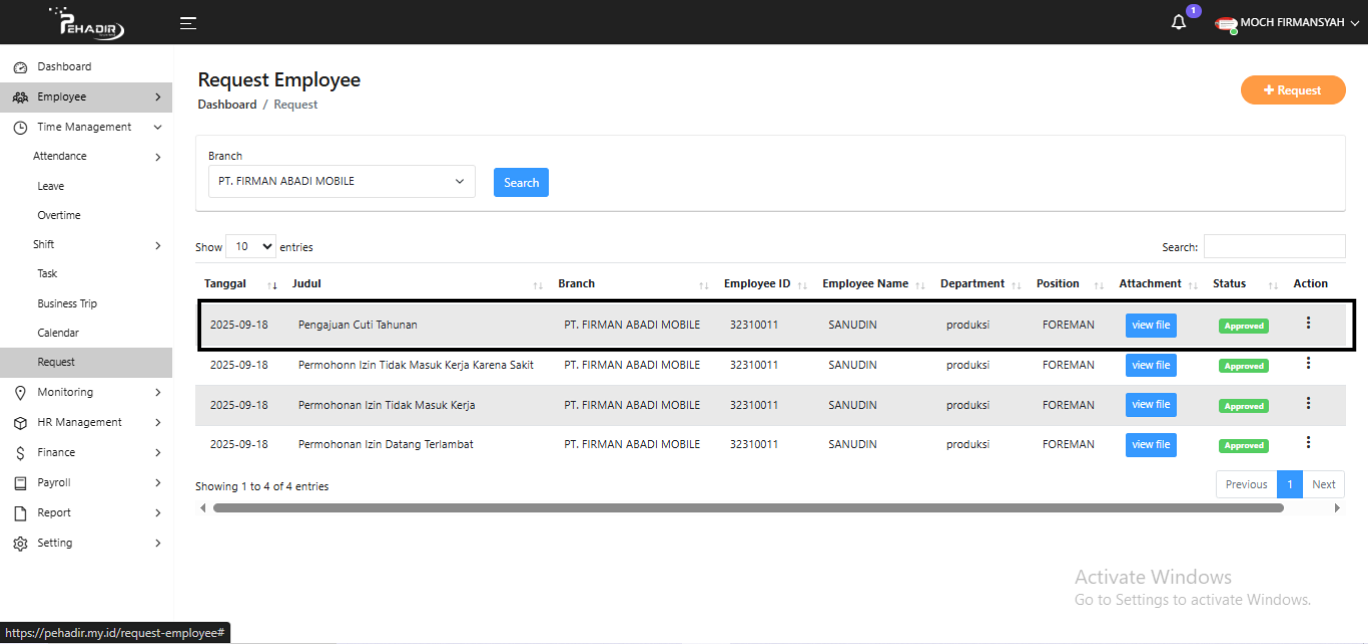 PEHADIR
1
MOCH FIRMANSYAH
Dashboard
Employee
Time Management
Attendance
Leave
Overtime
Shift
Task
Business Trip
Calendar
Request
Monitoring
HR Management
Finance
Payroll
Report
Setting
Request Employee
Dashboard / Request
+ Request
Branch
PT. FIRMAN ABADI MOBILE
Search
Show 10 entries
Search:
Tanggal Judul Branch Employee ID Employee Name Department Position Attachment Status Action
2025-09-18 Pengajuan Cuti Tahunan PT. FIRMAN ABADI MOBILE 32310011 SANUDIN produksi FOREMAN view file Approved
2025-09-18 Permohonn Izin Tidak Masuk Kerja Karena Sakit PT. FIRMAN ABADI MOBILE 32310011 SANUDIN produksi FOREMAN view file Approved
2025-09-18 Permohonan Izin Tidak Masuk Kerja PT. FIRMAN ABADI MOBILE 32310011 SANUDIN produksi FOREMAN view file Approved
2025-09-18 Permohonan Izin Datang Terlambat PT. FIRMAN ABADI MOBILE 32310011 SANUDIN produksi FOREMAN view file Approved
Showing 1 to 4 of 4 entries
Previous 1 Next
Activate Windows
Go to Settings to activate Windows.
https://pehadir.my.id/request-employee#